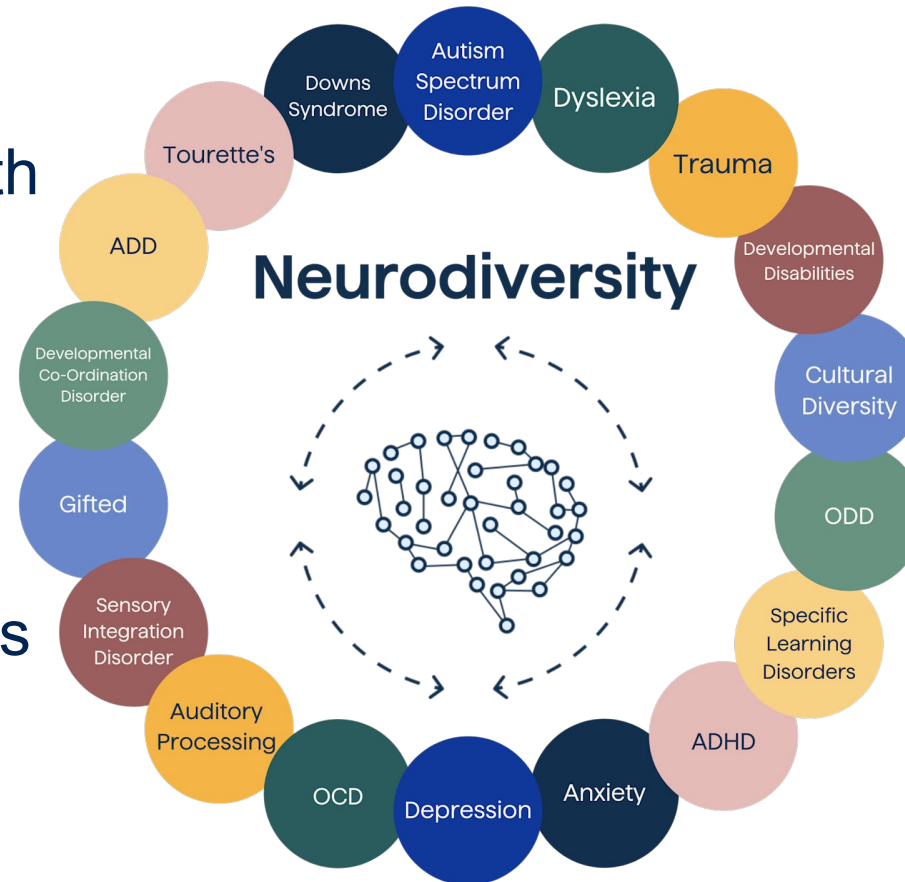 Autism
Spectrum
Disorder
Dyslexia
Trauma
Developmental
Disabilities
Cultural
Diversity
ODD
Specific
Learning
Disorders
ADHD
Anxiety
Depression
OCD
Auditory
Processing
Sensory
Integration
Disorder
Gifted
Developmental
Co-Ordination
Disorder
ADD
Tourette's
Downs
Syndrome
Neurodiversity
th
s